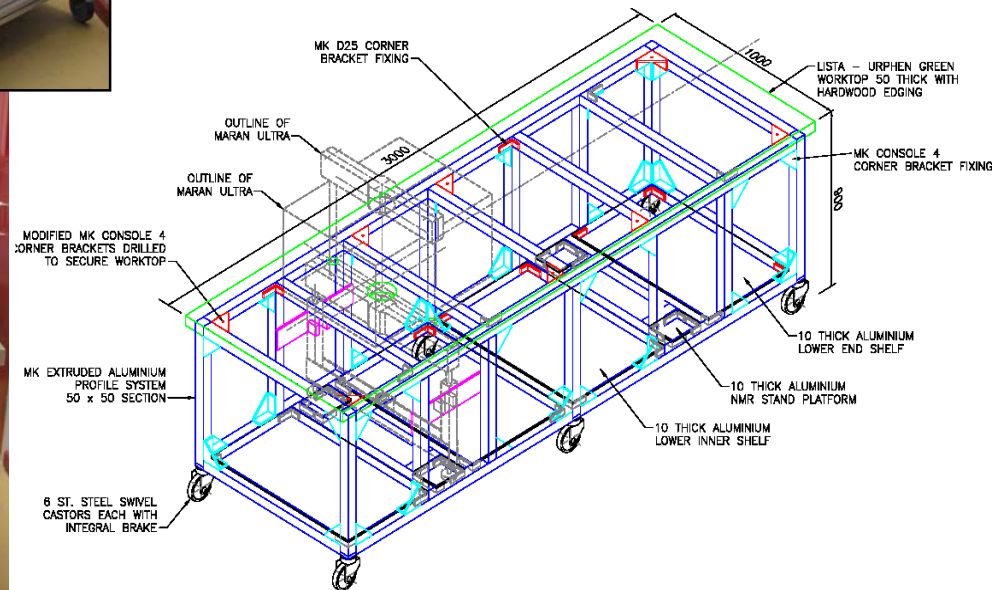 MK D25 CORNER
BRACKET FIXING
1000
LISTA - URPHEN GREEN
WORKTOP 50 THICK WITH
HARDWOOD EDGING
OUTLINE OF
MARAN ULTRA
3000
MK CONSOLE 4
CORNER BRACKET FIXING
OUTLINE OF
MARAN ULTRA
900
MODIFIED MK CONSOLE 4
CORNER BRACKETS DRILLED
TO SECURE WORKTOP
10 THICK ALUMINIUM
LOWER END SHELF
MK EXTRUDED ALUMINIUM
PROFILE SYSTEM
50 x 50 SECTION
10 THICK ALUMINIUM
NMR STAND PLATFORM
10 THICK ALUMINIUM
LOWER INNER SHELF
6 ST. STEEL SWIVEL
CASTORS EACH WITH
INTEGRAL BRAKE